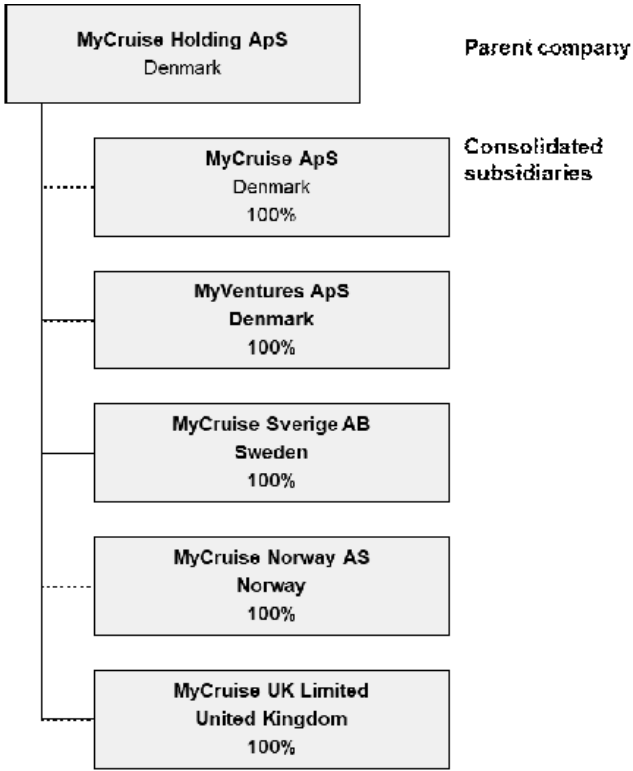 MyCruise Holding ApS
Denmark
Parent company
MyCruise ApS
Denmark
100%
Consolidated
subsidiaries
MyVentures ApS
Denmark
100%
MyCruise Sverige AB
Sweden
100%
MyCruise Norway AS
Norway
100%
MyCruise UK Limited
United Kingdom
100%